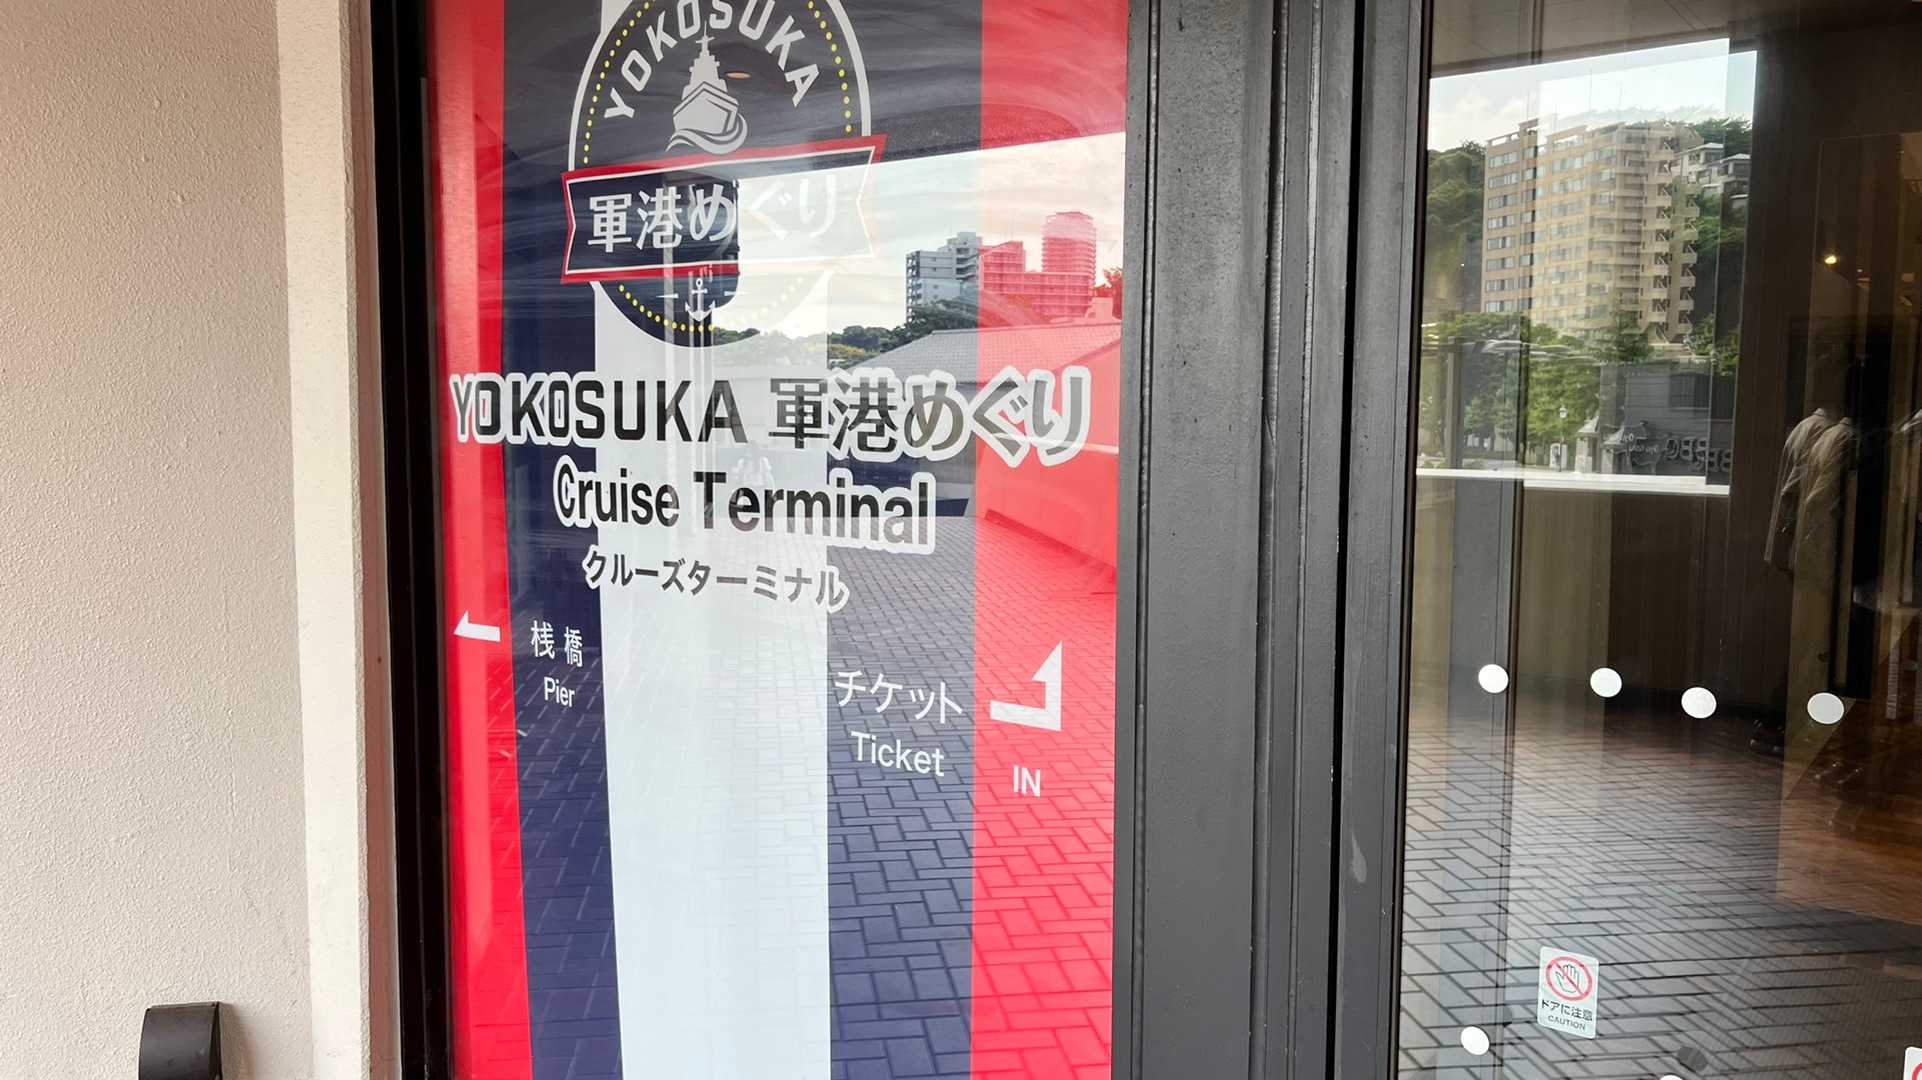 YOKOSUKA
軍港めぐり
YOKOSUKA 軍港めぐり
Cruise Terminal
クルーズターミナル
桟橋
Pier
チケット
Ticket
IN
ドアに注意
CAUTION